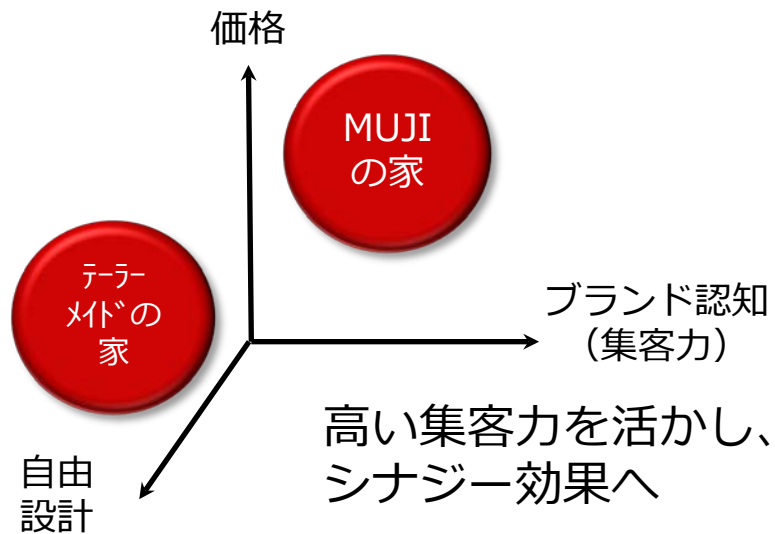 価格
MUJI
の家
ﾃｰﾗｰ
ﾒｲﾄﾞの
家
ブランド認知
（集客力）
高い集客力を活かし、
シナジー効果へ
自由
設計